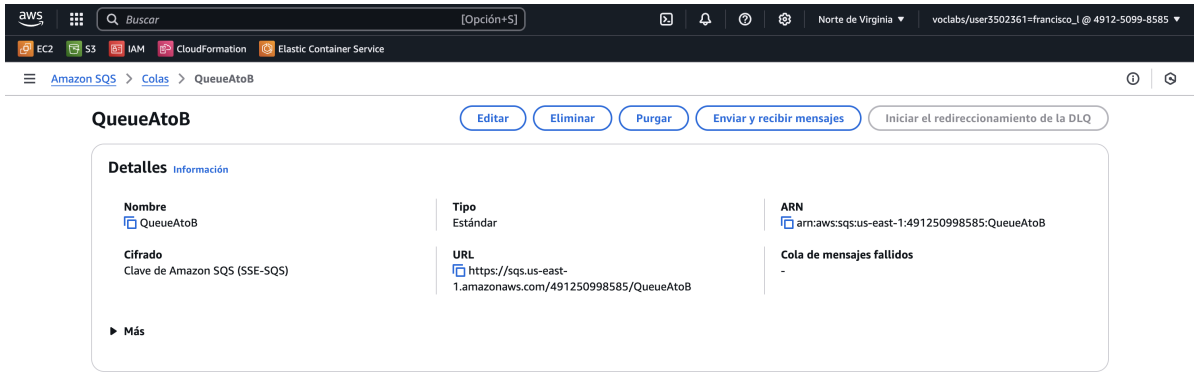 aws
Buscar [Opción+S] Norte de Virginia ▼ voclabs/user3502361=francisco_l @ 4912-5099-8585 ▼
EC2 S3 IAM CloudFormation Elastic Container Service
Amazon SQS > Colas > QueueAtoB
QueueAtoB Editar Eliminar Purgar Enviar y recibir mensajes Iniciar el redireccionamiento de la DLQ
Detalles Información
Nombre Tipo ARN
QueueAtoB Estándar arn:aws:sqs:us-east-1:491250998585:QueueAtoB
Cifrado URL Cola de mensajes fallidos
Clave de Amazon SQS (SSE-SQS) https://sqs.us-east- -
1.amazonaws.com/491250998585/QueueAtoB
▶ Más